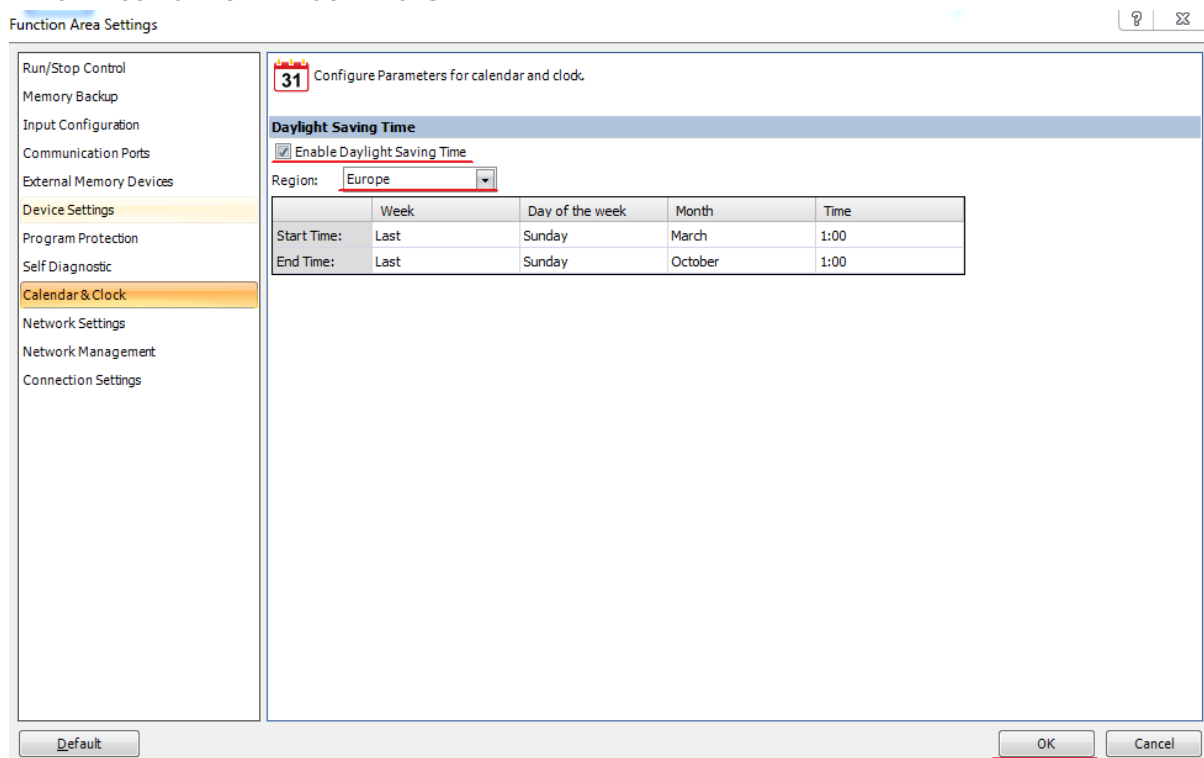 Function Area Settings
Run/Stop Control
Memory Backup
Input Configuration
Communication Ports
External Memory Devices
Device Settings
Program Protection
Self Diagnostic
Calendar & Clock
Network Settings
Network Management
Connection Settings
31 Configure Parameters for calendar and clock.
Daylight Saving Time
Enable Daylight Saving Time
Region: Europe
Week Day of the week Month Time
Start Time: Last Sunday March 1:00
End Time: Last Sunday October 1:00
Default OK Cancel